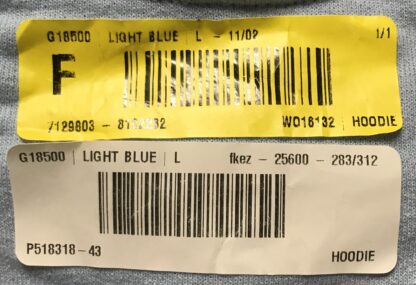 G18500 | LIGHT BLUE | L - 11/02 1/1
F
7129803 - WO16132 | HOODIE
G18500 | LIGHT BLUE | L fkez - 25600 - 283/312
P518318-43 HOODIE